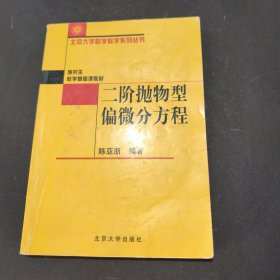 北京大学数学教学系列丛书
研究生
数学基础课教材
二阶抛物型
偏微分方程
陈亚浙 编著
北京大学出版社